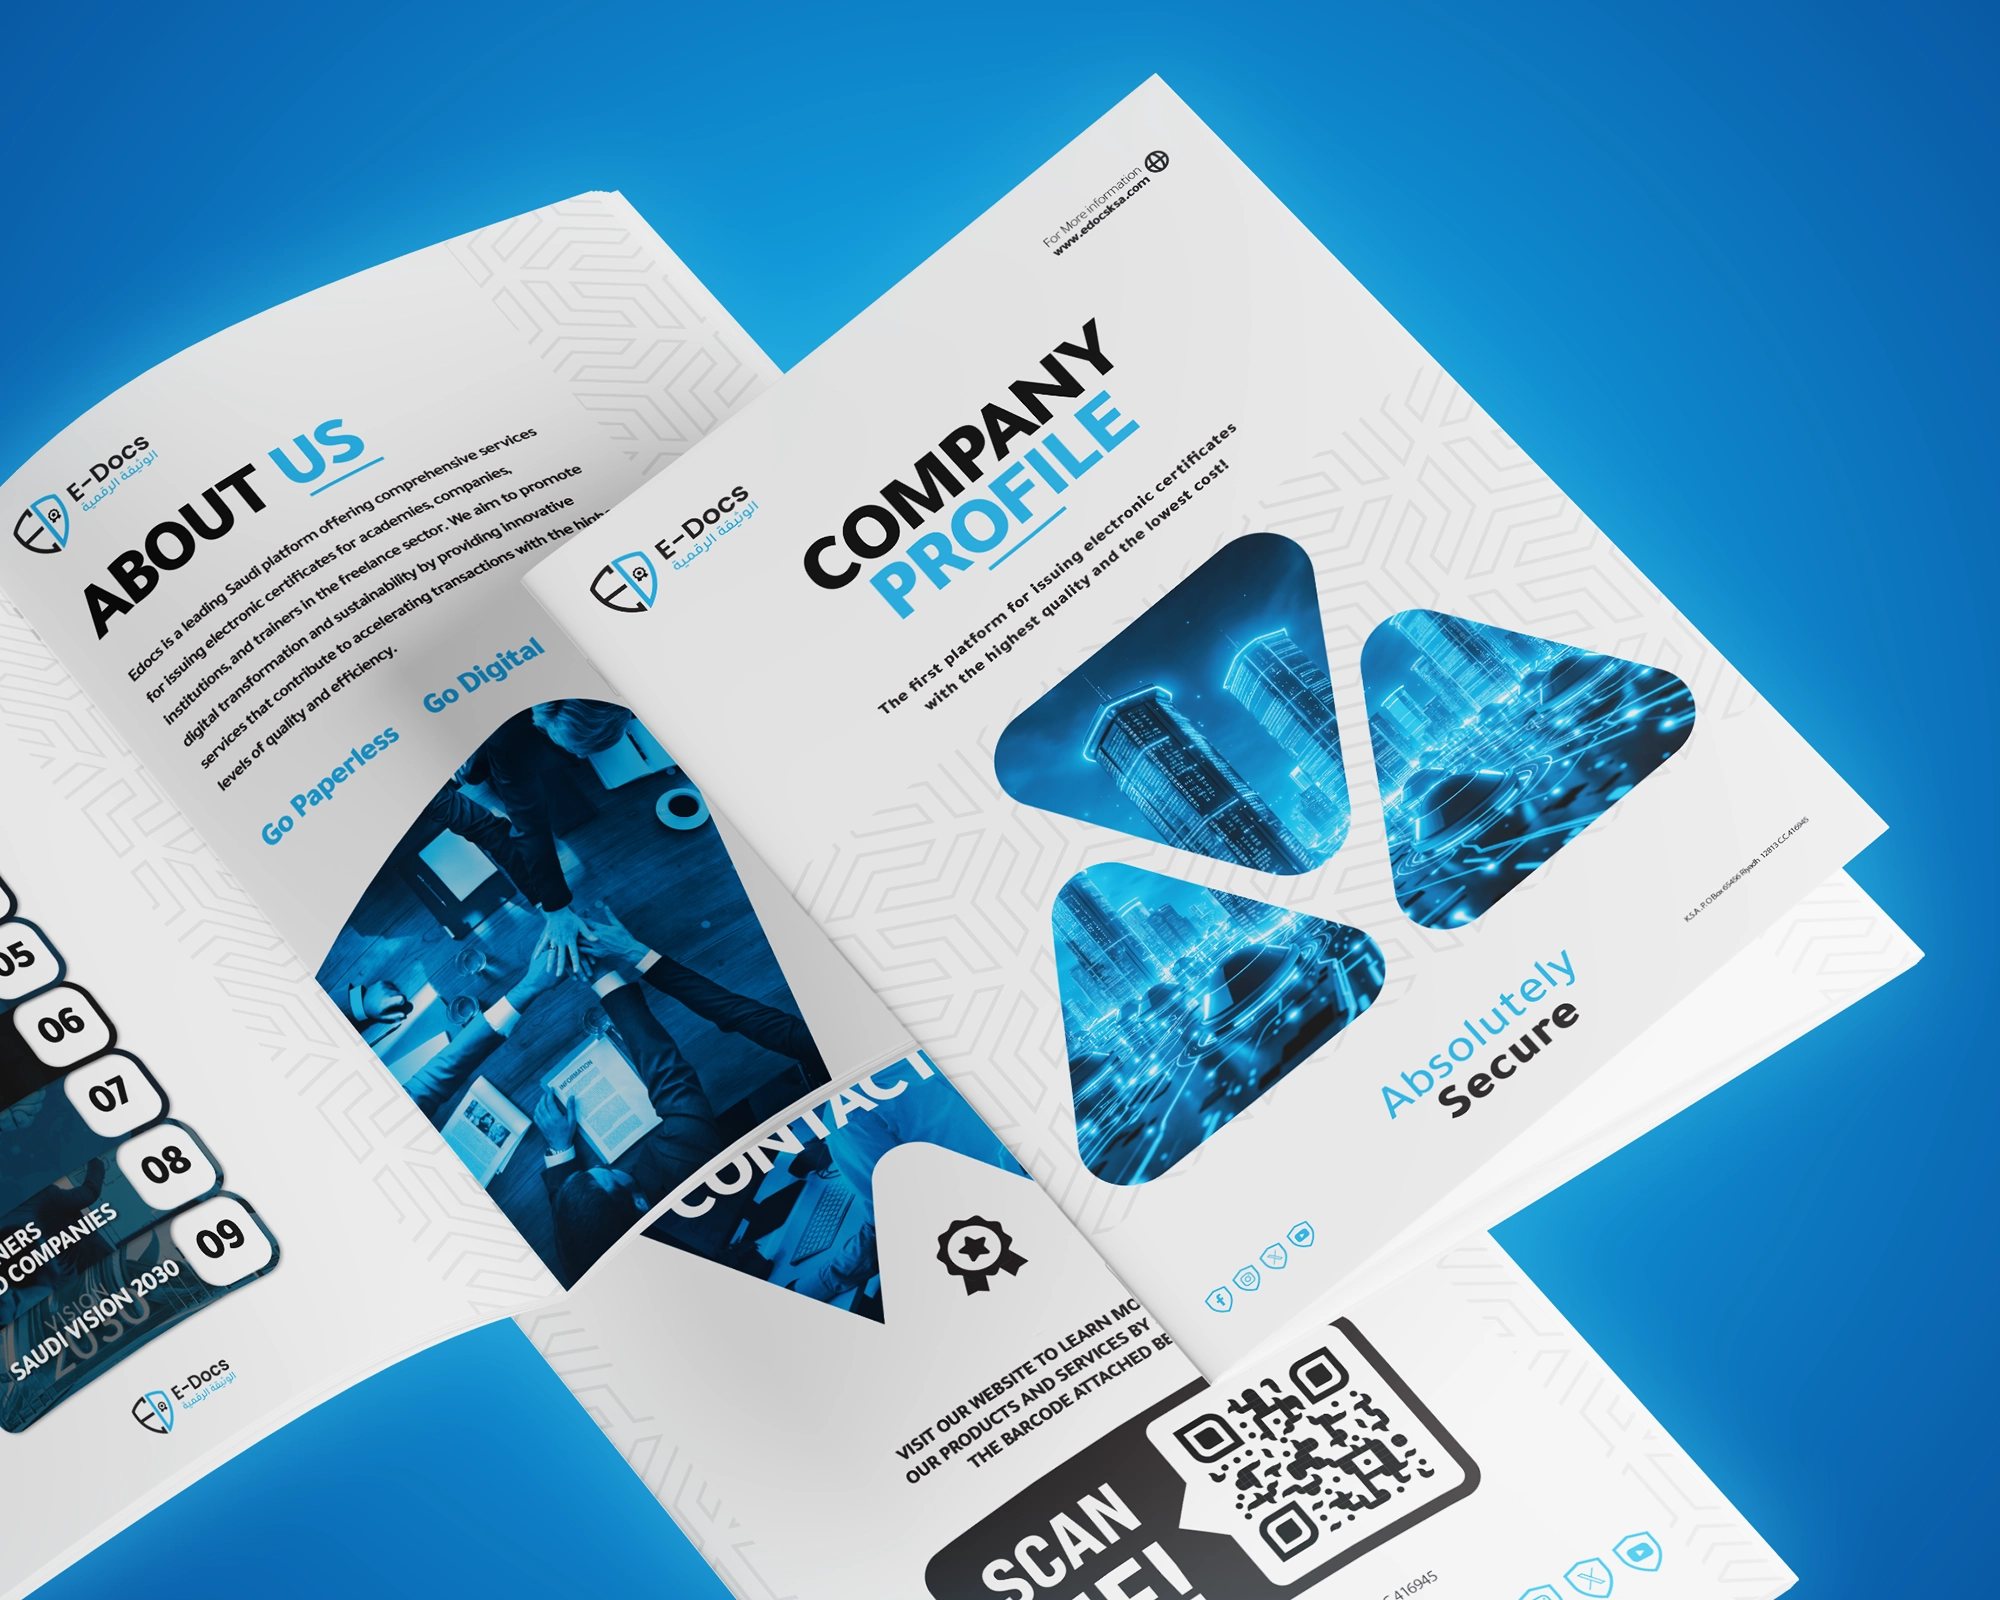 E-Docs
الوثيقة الرقمية
ABOUT US
Edocs is a leading Saudi platform offering comprehensive services
for issuing electronic certificates for academies, companies,
institutions, and trainers in the freelance sector. We aim to promote
digital transformation and sustainability by providing innovative
services that contribute to accelerating transactions with the highe
levels of quality and efficiency.
Go Paperless Go Digital
INFORMATION
05
06
07
08
NERS
D COMPANIES
09
SAUDI VISION 2030
VISION
2030
E-Docs
الوثيقة الرقمية
For More information
www.edocsksa.com
E-Docs
الوثيقة الرقمية
COMPANY
PROFILE
The first platform for issuing electronic certificates
with the highest quality and the lowest cost!
Absolutely
Secure
K.S.A. P.O Box 65456 Riyadh 12813 C.C 416945
CONTACT
VISIT OUR WEBSITE TO LEARN MO
OUR PRODUCTS AND SERVICES BY
THE BARCODE ATTACHED BE
SCAN
E!
C 416945